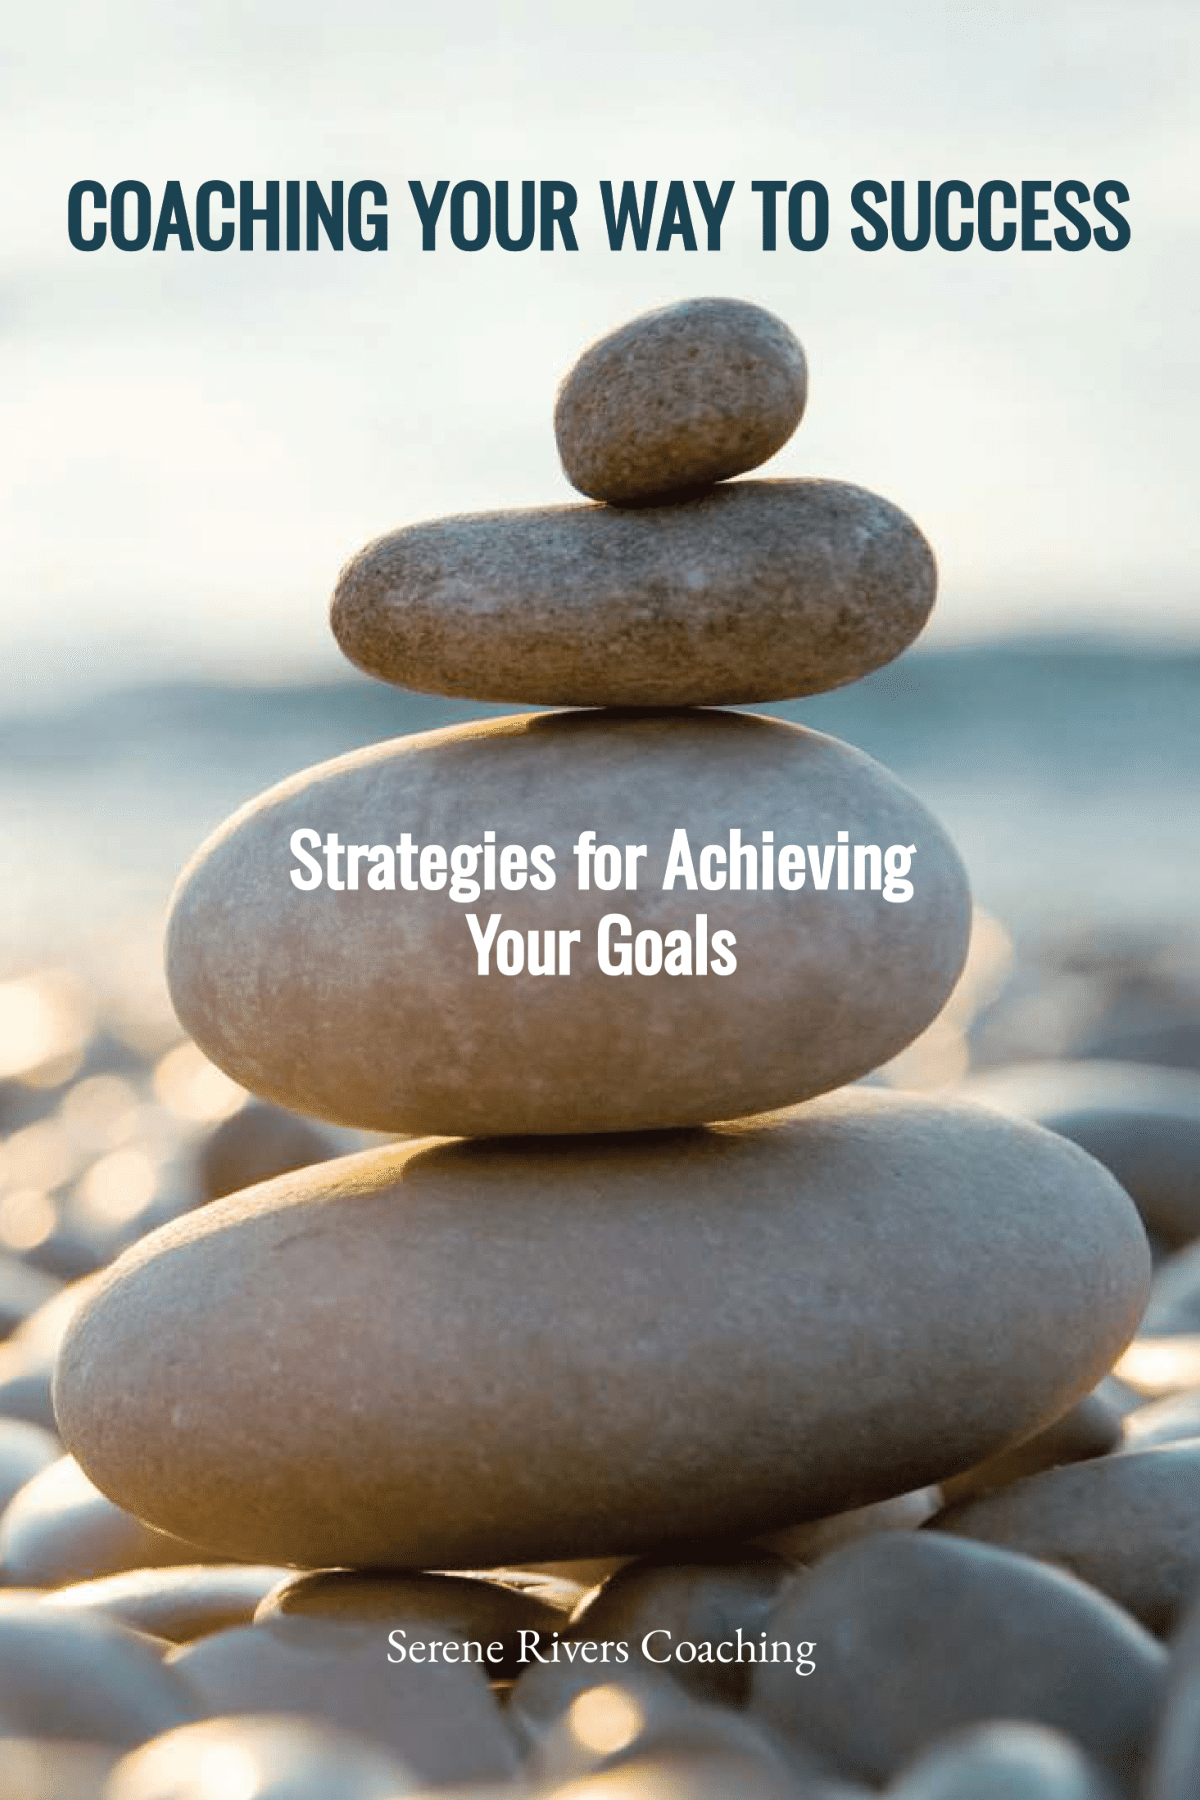 COACHING YOUR WAY TO SUCCESS
Strategies for Achieving
Your Goals
Serene Rivers Coaching